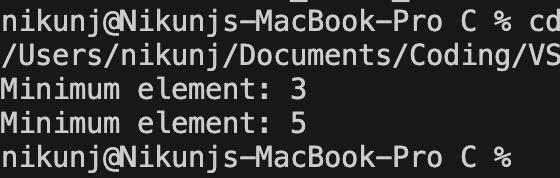 nikunj@Nikunjs-MacBook-Pro C % cd
/Users/nikunj/Documents/Coding/VS
Minimum element: 3
Minimum element: 5
nikunj@Nikunjs-MacBook-Pro C %